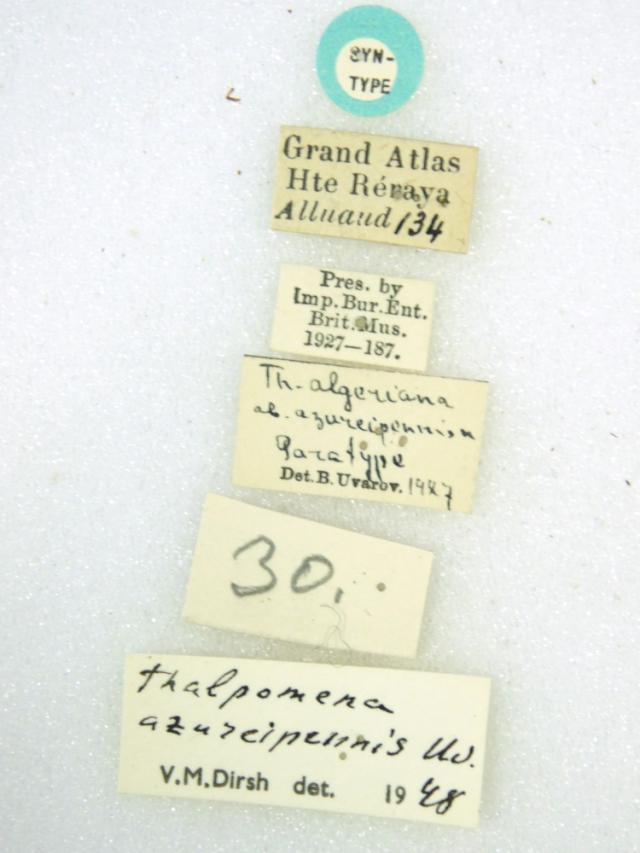 SYN-
TYPE
Grand Atlas
Hte Réraya
Alluaud 134
Pres. by
Imp. Bur. Ent.
Brit. Mus.
1927—187.
Th. algeriana
ab. azureipennis n
Paratype
Det. B. Uvarov. 1927
30.
Thalpomena
azureipennis Uv.
V.M.Dirsh det. 1948